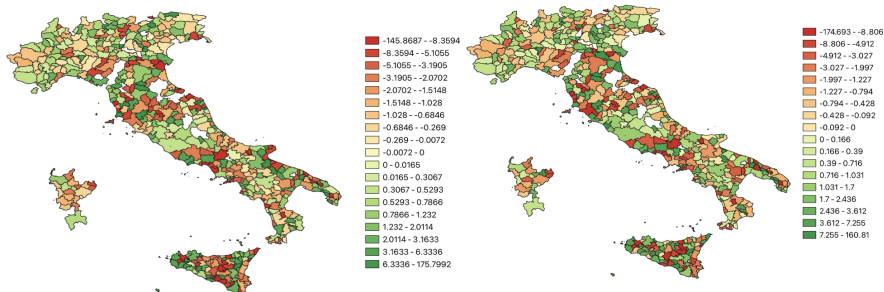 -145.8687 - -8.3594
-8.3594 - -5.1055
-5.1055 - -3.1905
-3.1905 - -2.0702
-2.0702 - -1.5148
-1.5148 - -1.028
-1.028 - -0.6846
-0.6846 - -0.269
-0.269 - -0.0072
-0.0072 - 0
0 - 0.0165
0.0165 - 0.3067
0.3067 - 0.5293
0.5293 - 0.7866
0.7866 - 1.232
1.232 - 2.0114
2.0114 - 3.1633
3.1633 - 6.3336
6.3336 - 175.7992
-174.693 - -8.806
-8.806 - -4.912
-4.912 - -3.027
-3.027 - -1.997
-1.997 - -1.227
-1.227 - -0.794
-0.794 - -0.428
-0.428 - -0.092
-0.092 - 0
0 - 0.166
0.166 - 0.39
0.39 - 0.716
0.716 - 1.031
1.031 - 1.7
1.7 - 2.436
2.436 - 3.612
3.612 - 7.255
7.255 - 160.81